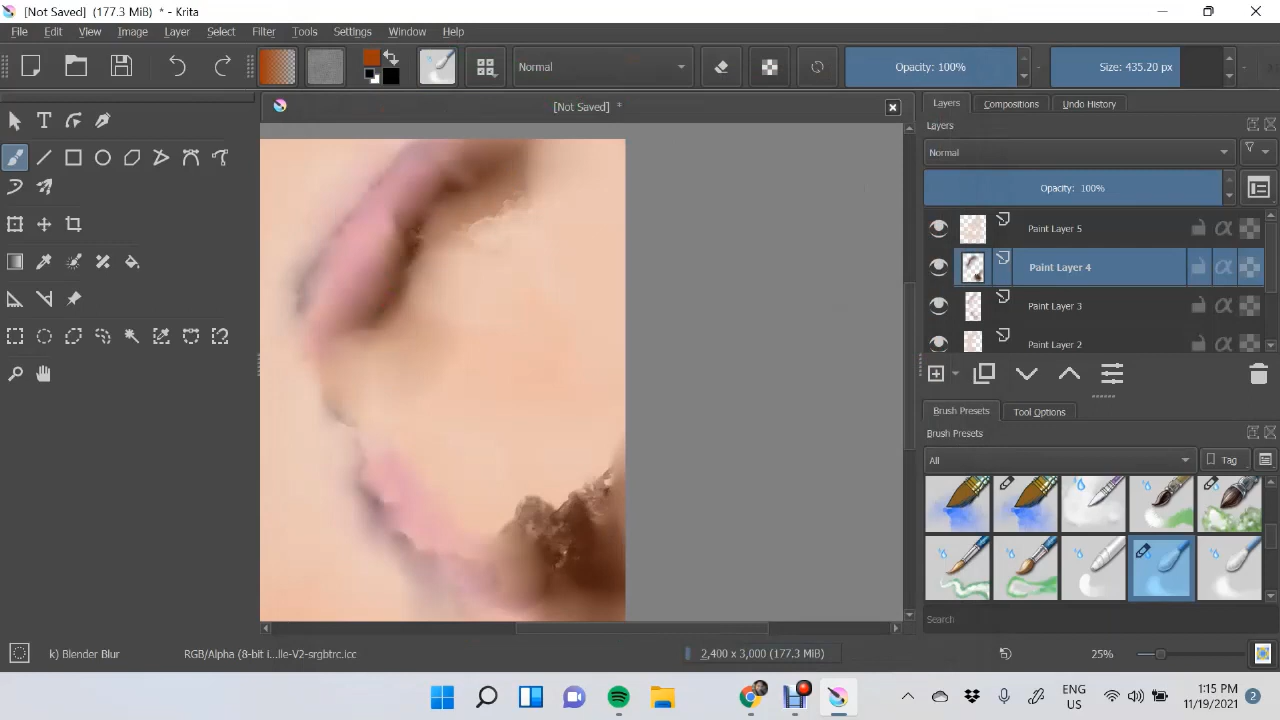 [Not Saved]  (177.3 MiB)  * - Krita
File Edit View Image Layer Select Filter Tools Settings Window Help
Normal
Opacity: 100%
Size: 435.20 px
[Not Saved] *
Layers Compositions Undo History
Layers
Normal
Opacity: 100%
Paint Layer 5
Paint Layer 4
Paint Layer 3
Paint Layer 2
Brush Presets Tool Options
Brush Presets
All
Tag
Search
k) Blender Blur
RGB/Alpha (8-bit i...lle-V2-srgbtrc.icc
2,400 x 3,000 (177.3 MiB)
25%
ENG
US
1:15 PM
11/19/2021
2